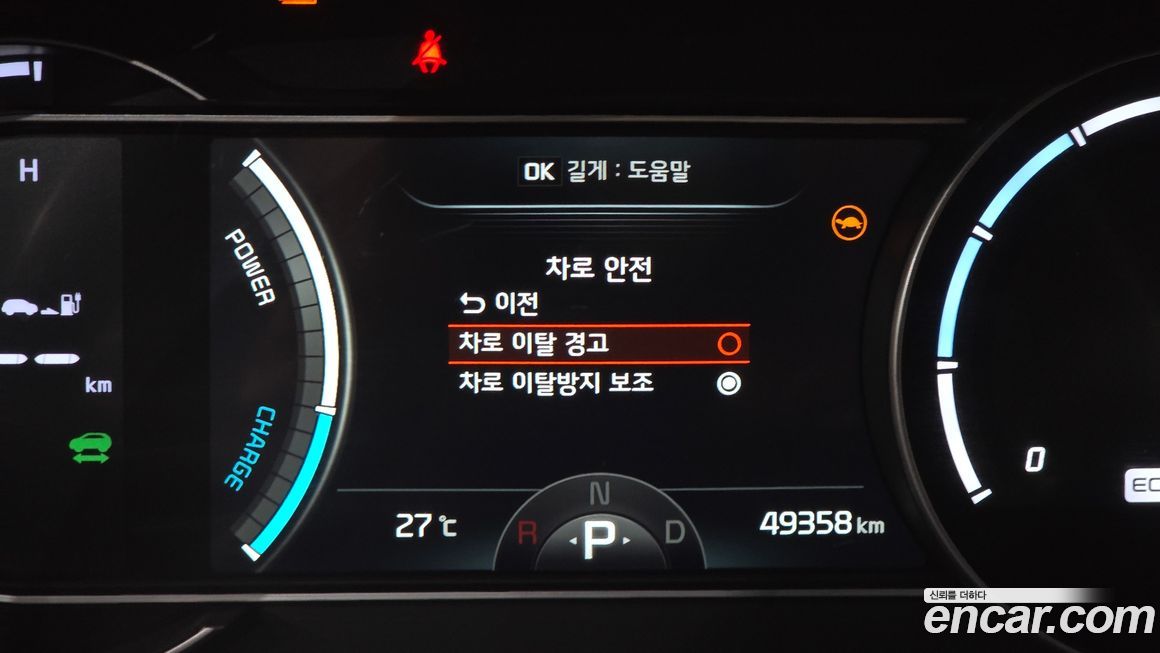 OK 길게 : 도움말
H
POWER
차로 안전
이전
차로 이탈 경고
차로 이탈방지 보조
km
CHARGE
0
N
R P D
27°C
49358 km
신뢰를 더하다
encar.com